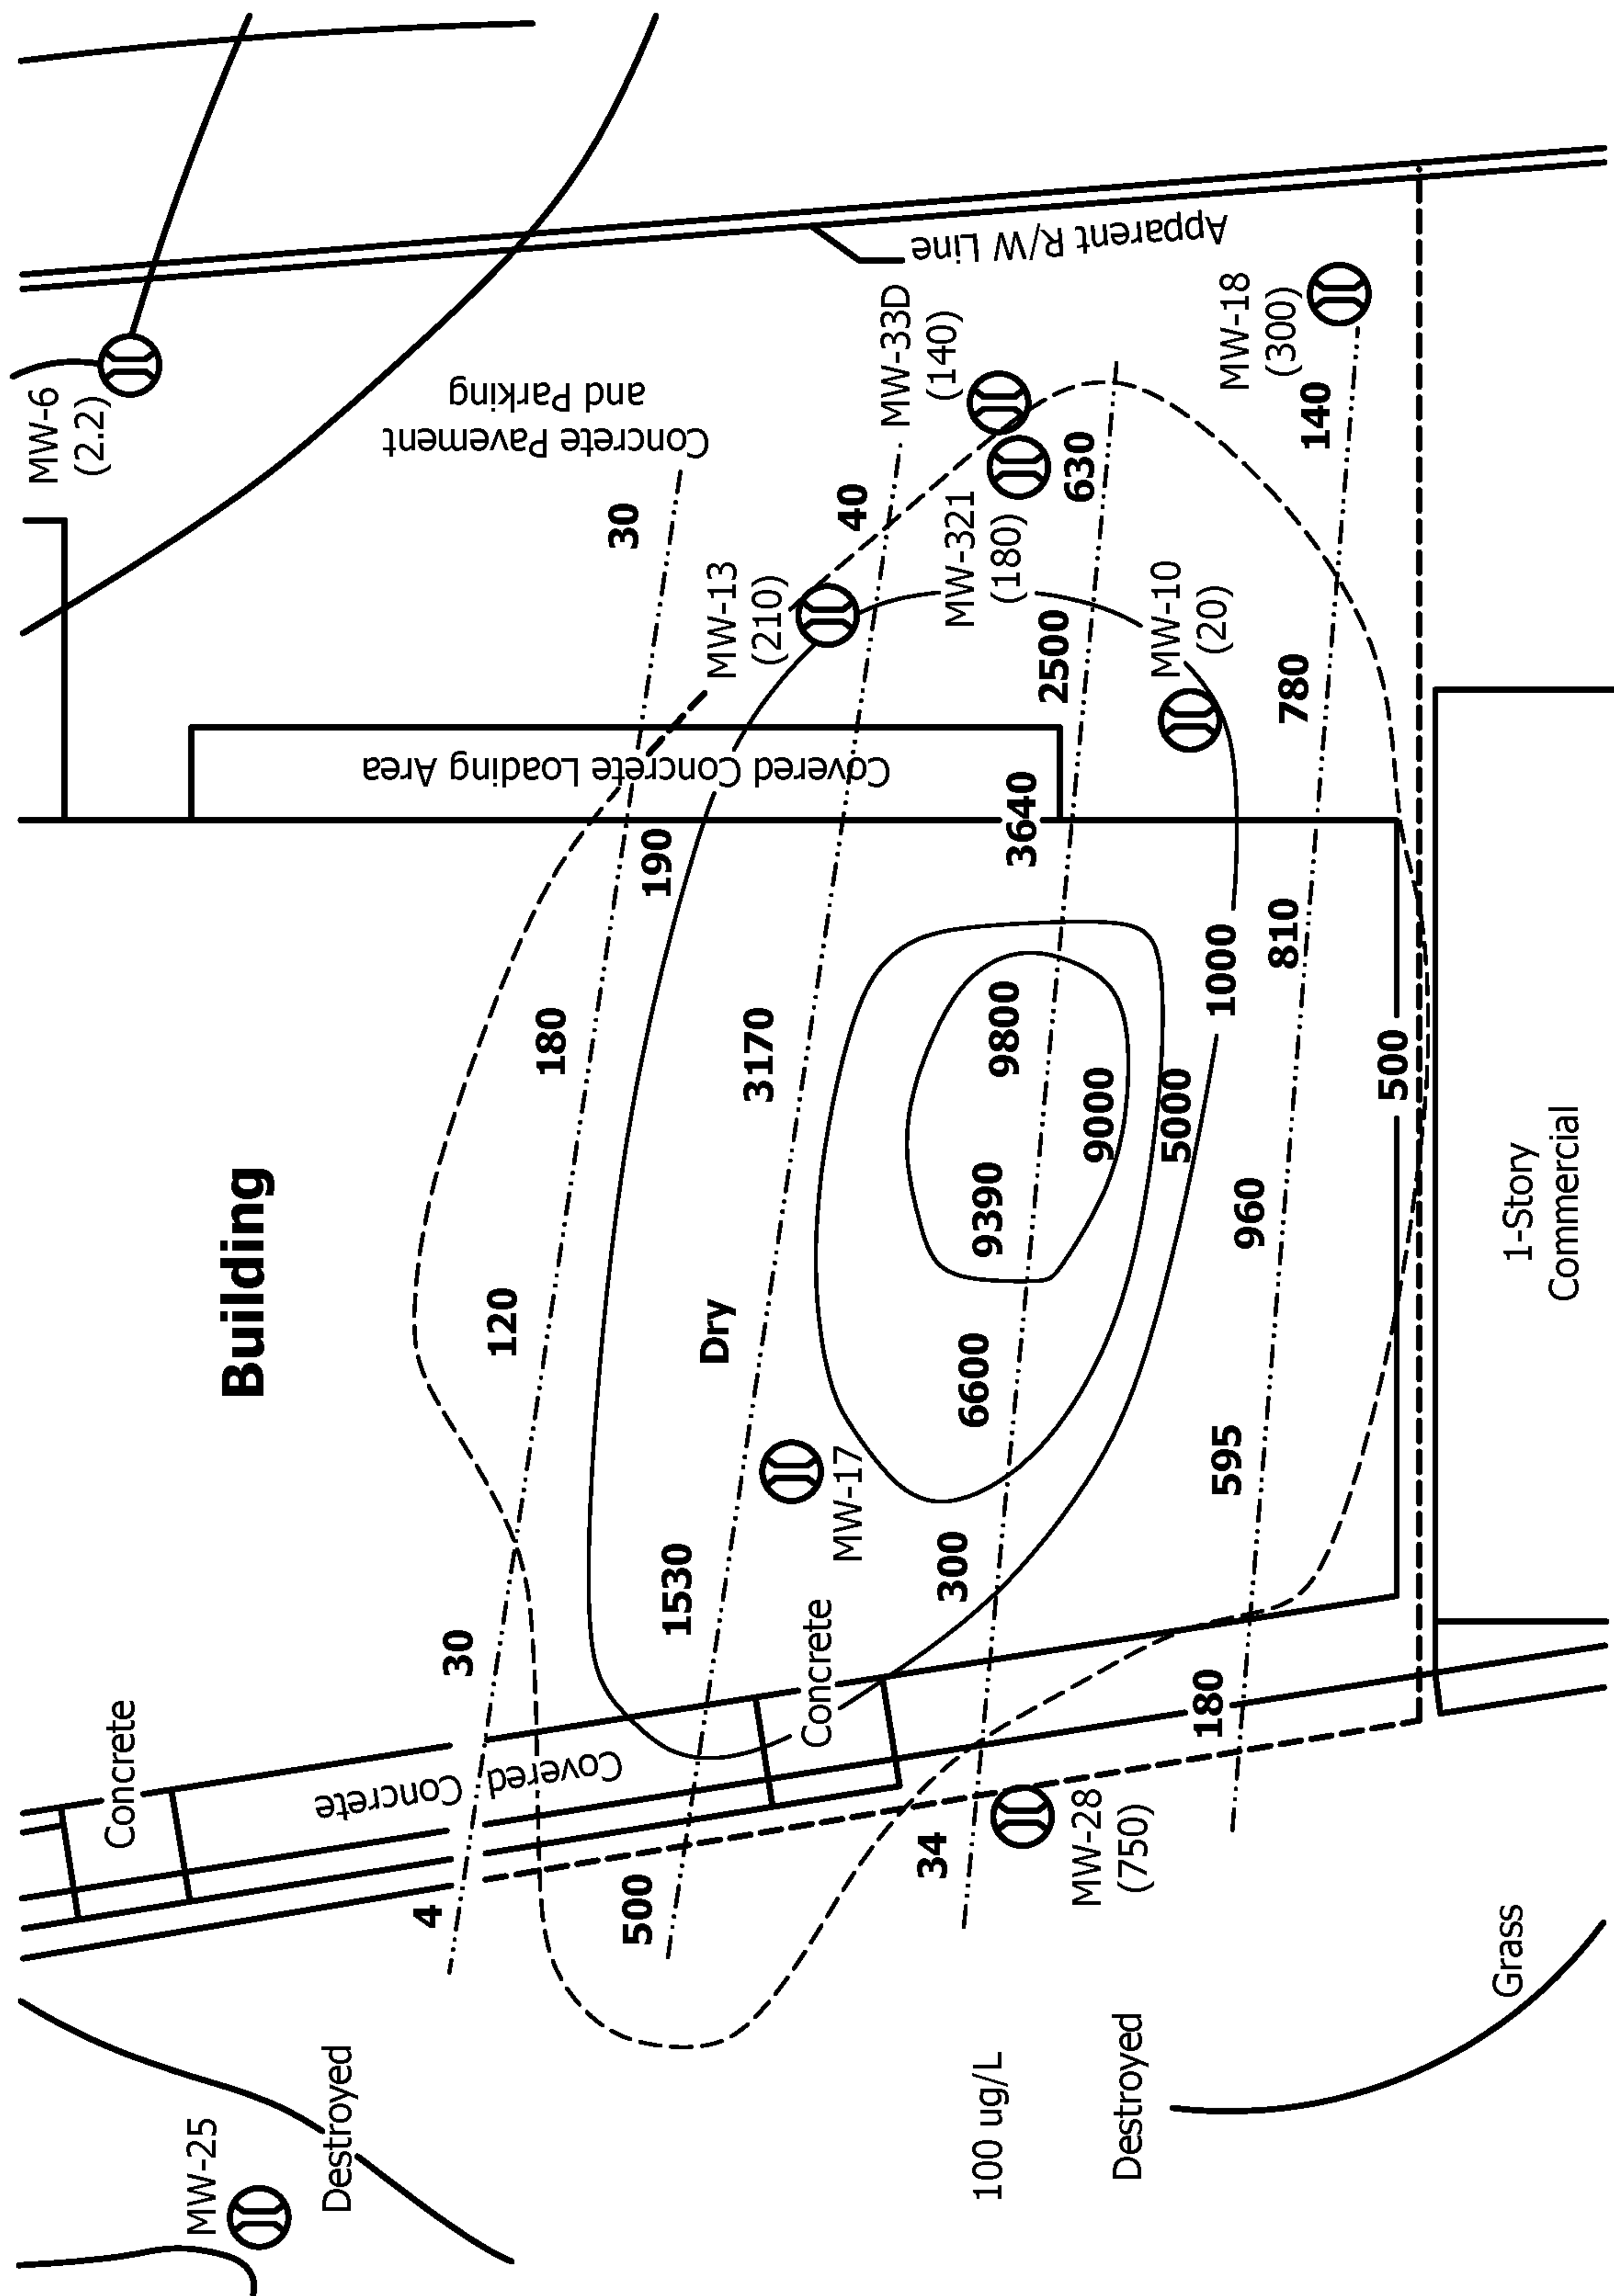 MW-6
(2.2)
Concrete Pavement
and Parking
Apparent R/W Line
MW-33D
(140)
MW-18
(300)
140
30
40
MW-13
(210)
MW-321
(180)
630
2500
MW-10
(20)
780
Covered Concrete Loading Area
190
3640
810
1000
Building
180
3170
9800
9000
5000
500
120
Dry
9390
960
6600
595
1-Story
Commercial
MW-17
30
1530
300
Concrete
Concrete
Covered
Concrete
180
4
500
34
MW-28
(750)
Grass
MW-25
Destroyed
100 ug/L
Destroyed